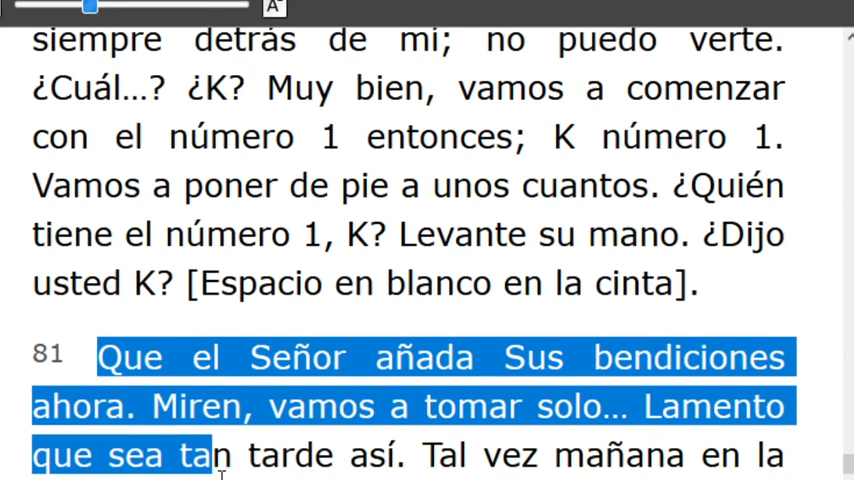 A
siempre detrás de mí; no puedo verte.
¿Cuál...? ¿K? Muy bien, vamos a comenzar
con el número 1 entonces; K número 1.
Vamos a poner de pie a unos cuantos. ¿Quién
tiene el número 1, K? Levante su mano. ¿Dijo
usted K? [Espacio en blanco en la cinta].
81 Que el Señor añada Sus bendiciones
ahora. Miren, vamos a tomar solo... Lamento
que sea tan tarde así. Tal vez mañana en la